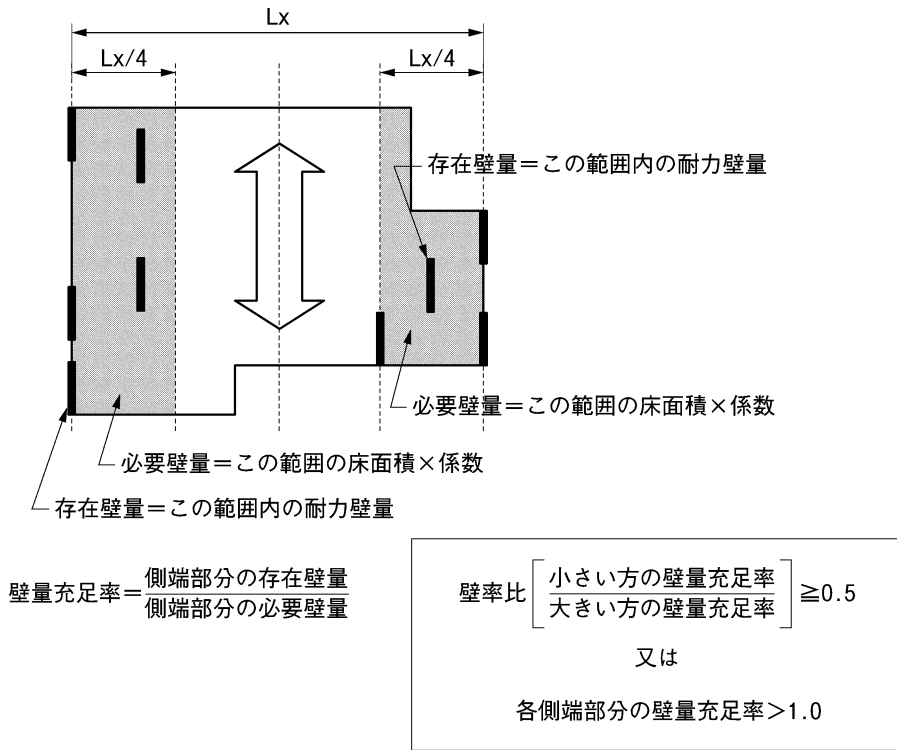 Lx
Lx/4
Lx/4
存在壁量＝この範囲内の耐力壁量
必要壁量＝この範囲の床面積×係数
必要壁量＝この範囲の床面積×係数
存在壁量＝この範囲内の耐力壁量
壁量充足率＝側端部分の存在壁量
側端部分の必要壁量
壁率比[小さい方の壁量充足率
大きい方の壁量充足率]≧0.5
又は
各側端部分の壁量充足率＞1.0